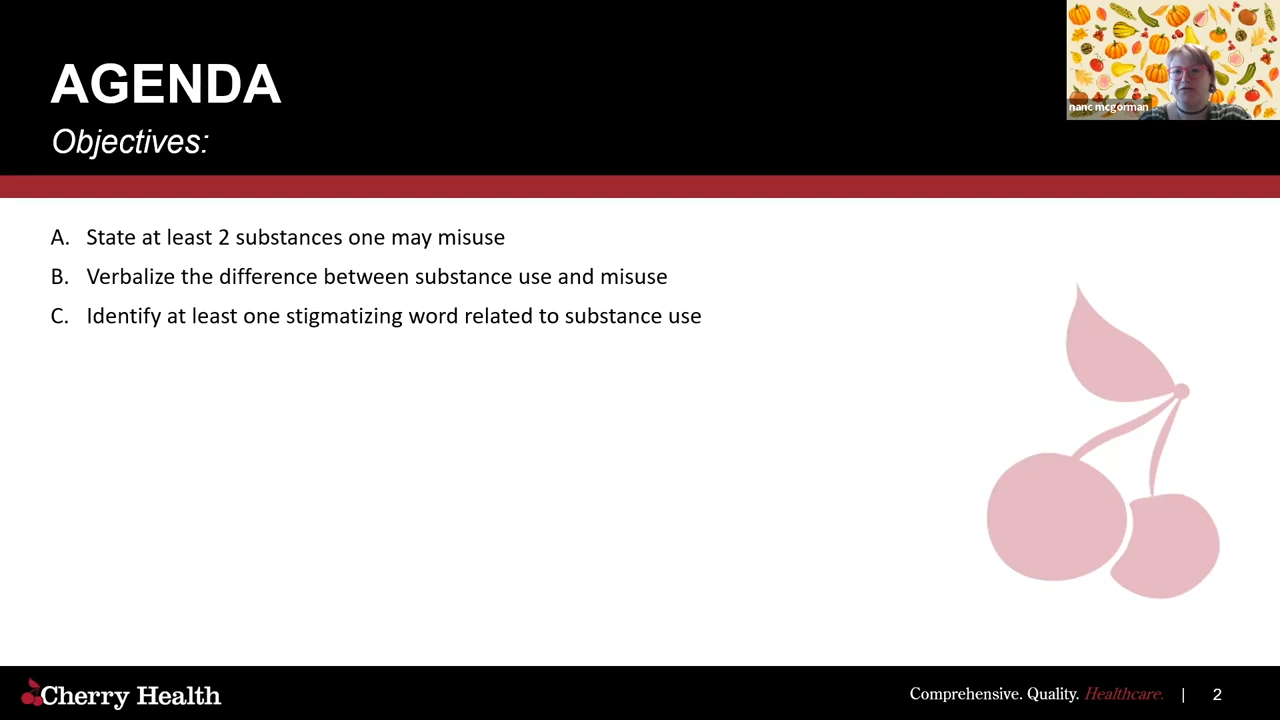 AGENDA
Objectives:
nanc mcgorman
A. State at least 2 substances one may misuse
B. Verbalize the difference between substance use and misuse
C. Identify at least one stigmatizing word related to substance use
Cherry Health
Comprehensive. Quality. Healthcare. | 2